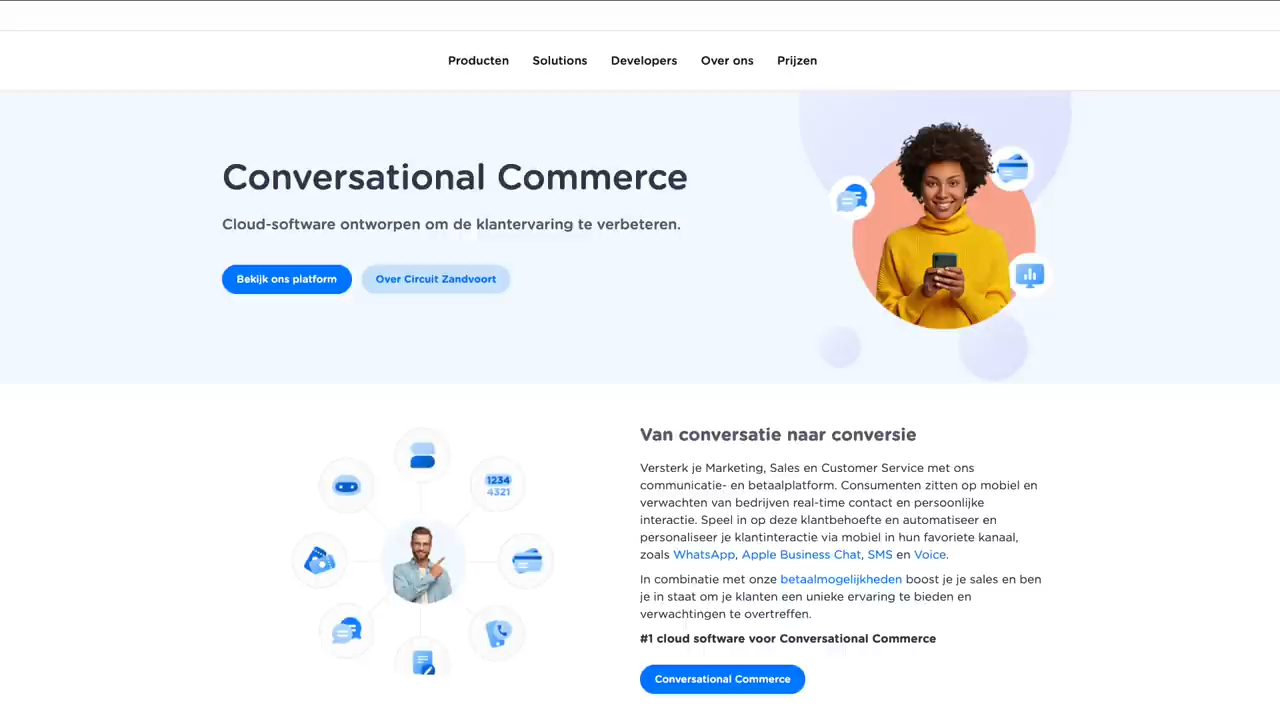 Producten Solutions Developers Over ons Prijzen
Conversational Commerce
Cloud-software ontworpen om de klantervaring te verbeteren.
Bekijk ons platform Over Circuit Zandvoort
1234
4321
Van conversatie naar conversie
Versterk je Marketing, Sales en Customer Service met ons
communicatie- en betaalplatform. Consumenten zitten op mobiel en
verwachten van bedrijven real-time contact en persoonlijke
interactie. Speel in op deze klantbehoefte en automatiseer en
personaliseer je klantinteractie via mobiel in hun favoriete kanaal,
zoals WhatsApp, Apple Business Chat, SMS en Voice.
In combinatie met onze betaalmogelijkheden boost je je sales en ben
je in staat om je klanten een unieke ervaring te bieden en
verwachtingen te overtreffen.
#1 cloud software voor Conversational Commerce
Conversational Commerce